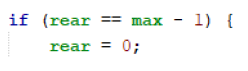 if (rear == max - 1) {
    rear = 0;